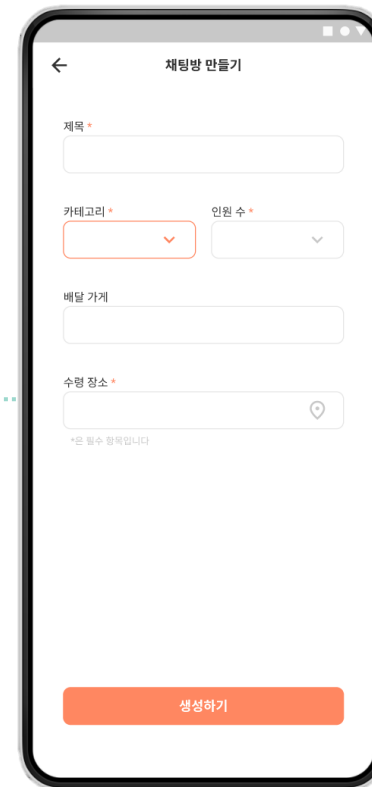 채팅방 만들기
제목 *
카테고리 * 인원 수 *
배달 가게
수령 장소 *
*은 필수 항목입니다
생성하기